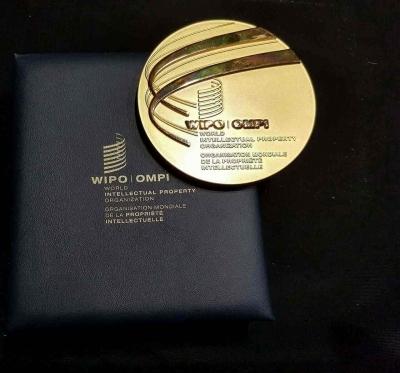 WIPO | OMPI
WORLD
INTELLECTUAL PROPERTY
ORGANIZATION
ORGANISATION MONDIALE
DE LA PROPRIÉTÉ
INTELLECTUELLE
WIPO | OMPI
WORLD
INTELLECTUAL PROPERTY
ORGANIZATION
ORGANISATION MONDIALE
DE LA PROPRIÉTÉ
INTELLECTUELLE